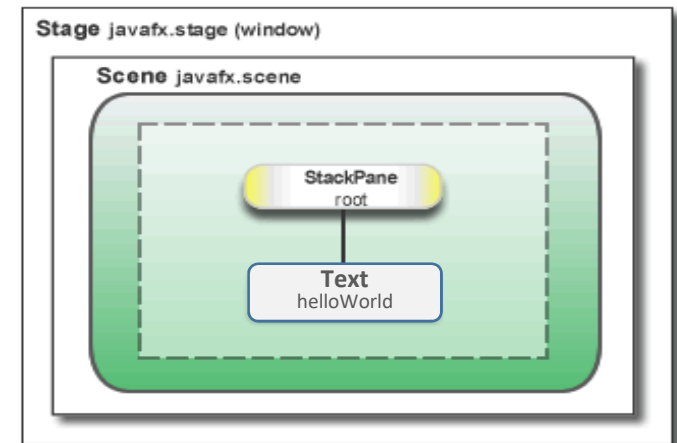 Stage javafx.stage (window)
Scene javafx.scene
StackPane
root
Text
helloWorld